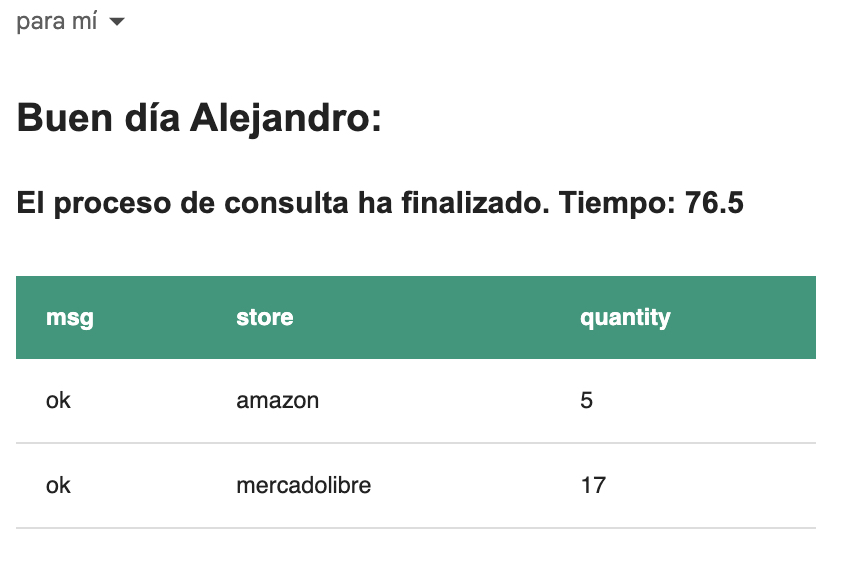 para mí
Buen día Alejandro:
El proceso de consulta ha finalizado. Tiempo: 76.5
msg store quantity
ok amazon 5
ok mercadolibre 17